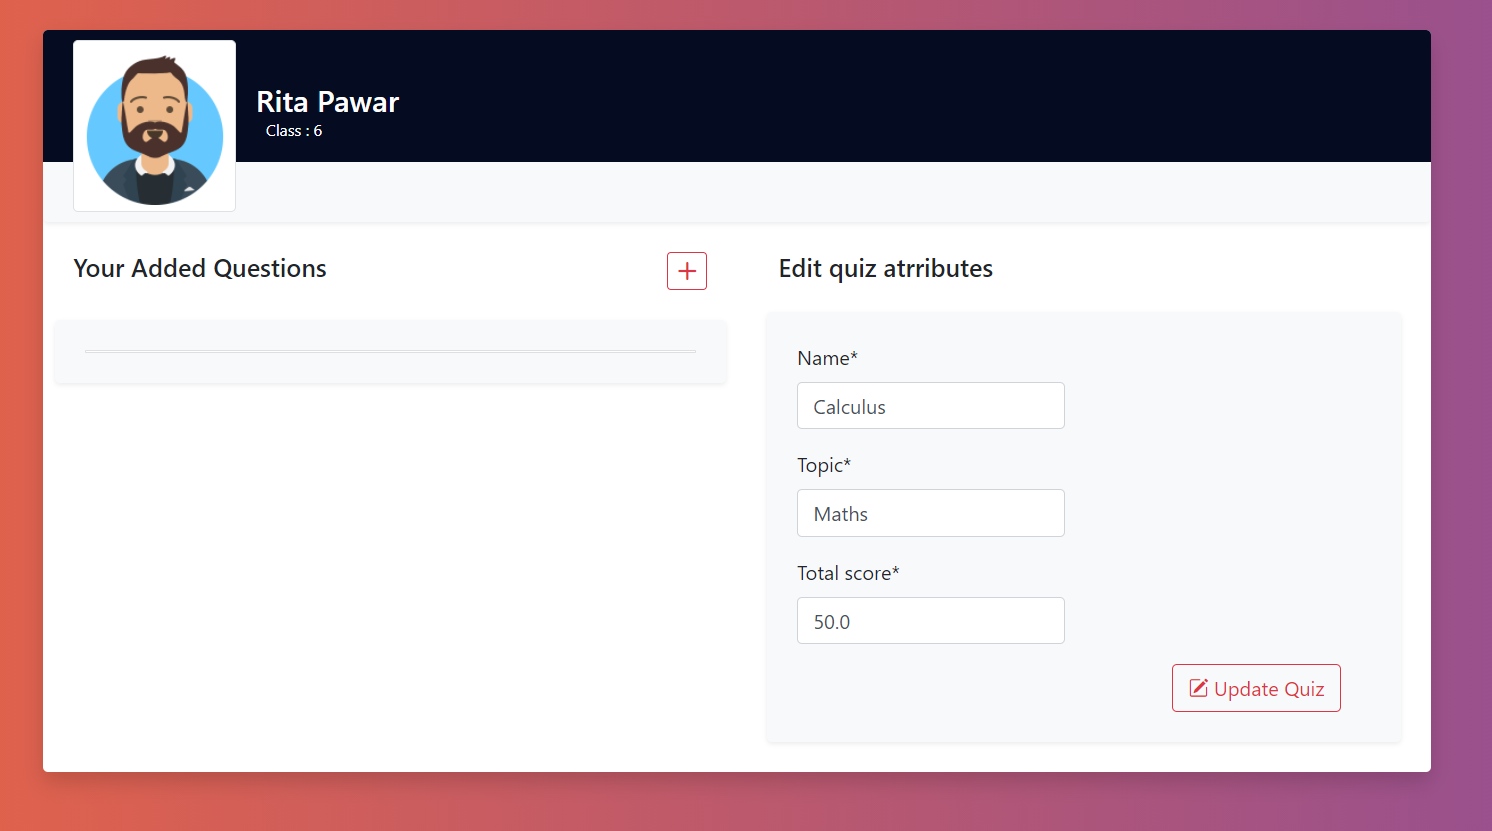 Rita Pawar
Class : 6
Your Added Questions
Edit quiz atrributes
Name*
Calculus
Topic*
Maths
Total score*
50.0
Update Quiz